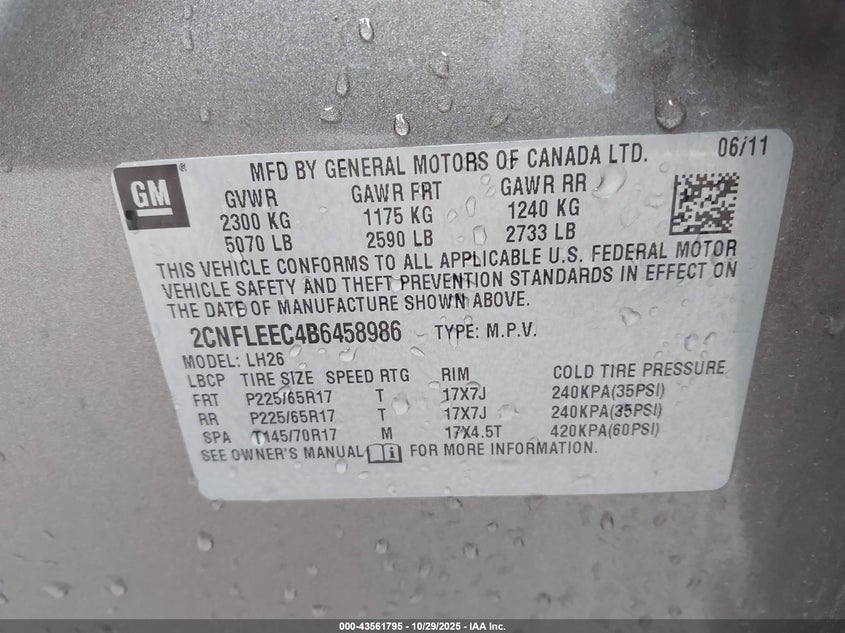 GM
MFD BY GENERAL MOTORS OF CANADA LTD. 06/11
GVWR GAWR FRT GAWR RR
2300 KG 1175 KG 1240 KG
5070 LB 2590 LB 2733 LB
THIS VEHICLE CONFORMS TO ALL APPLICABLE U.S. FEDERAL MOTOR
VEHICLE SAFETY AND THEFT PREVENTION STANDARDS IN EFFECT ON
THE DATE OF MANUFACTURE SHOWN ABOVE.
2CNFLEEC4B6458986 TYPE: M.P.V.
MODEL: LH26
LBCP TIRE SIZE SPEED RTG RIM COLD TIRE PRESSURE
FRT P225/65R17 T 17X7J 240KPA(35PSI)
RR P225/65R17 T 17X7J 240KPA(35PSI)
SPA T145/70R17 M 17X4.5T 420KPA(60PSI)
SEE OWNER'S MANUAL FOR MORE INFORMATION.
000-43561795 - 10/29/2025 - IAA Inc.